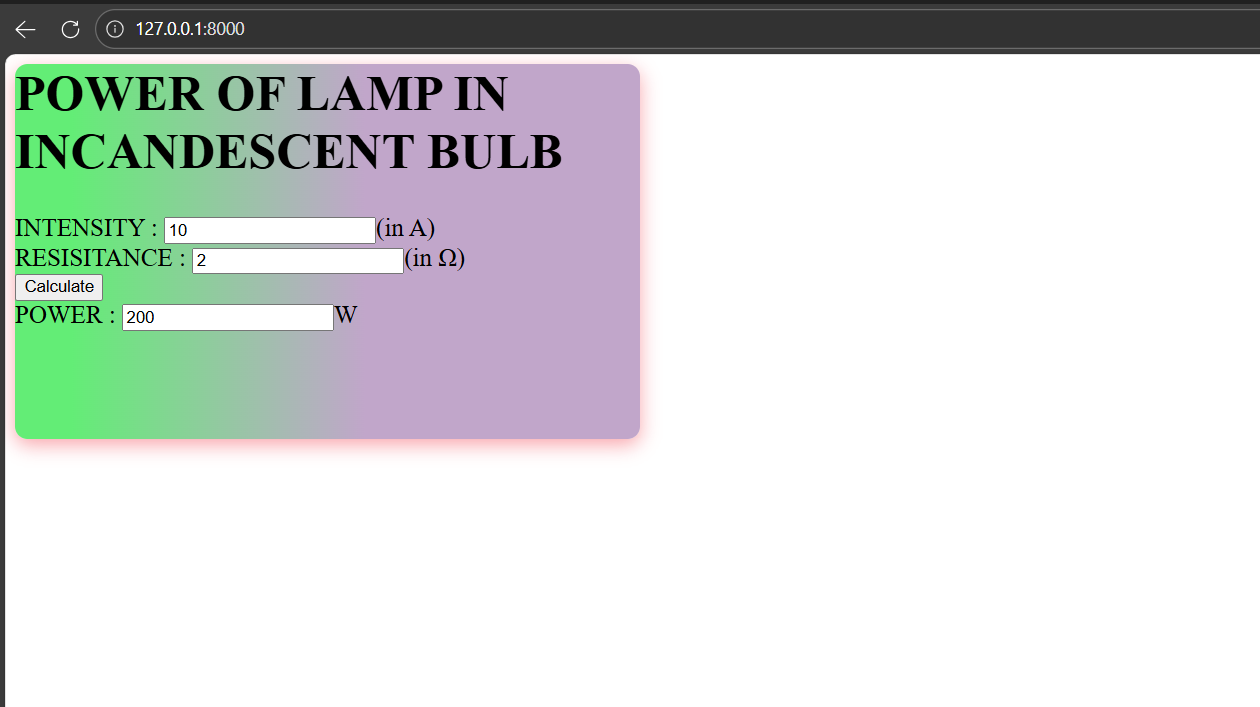 127.0.0.1:8000
POWER OF LAMP IN
INCANDESCENT BULB
INTENSITY : 10 (in A)
RESISITANCE : 2 (in Ω)
Calculate
POWER : 200 W